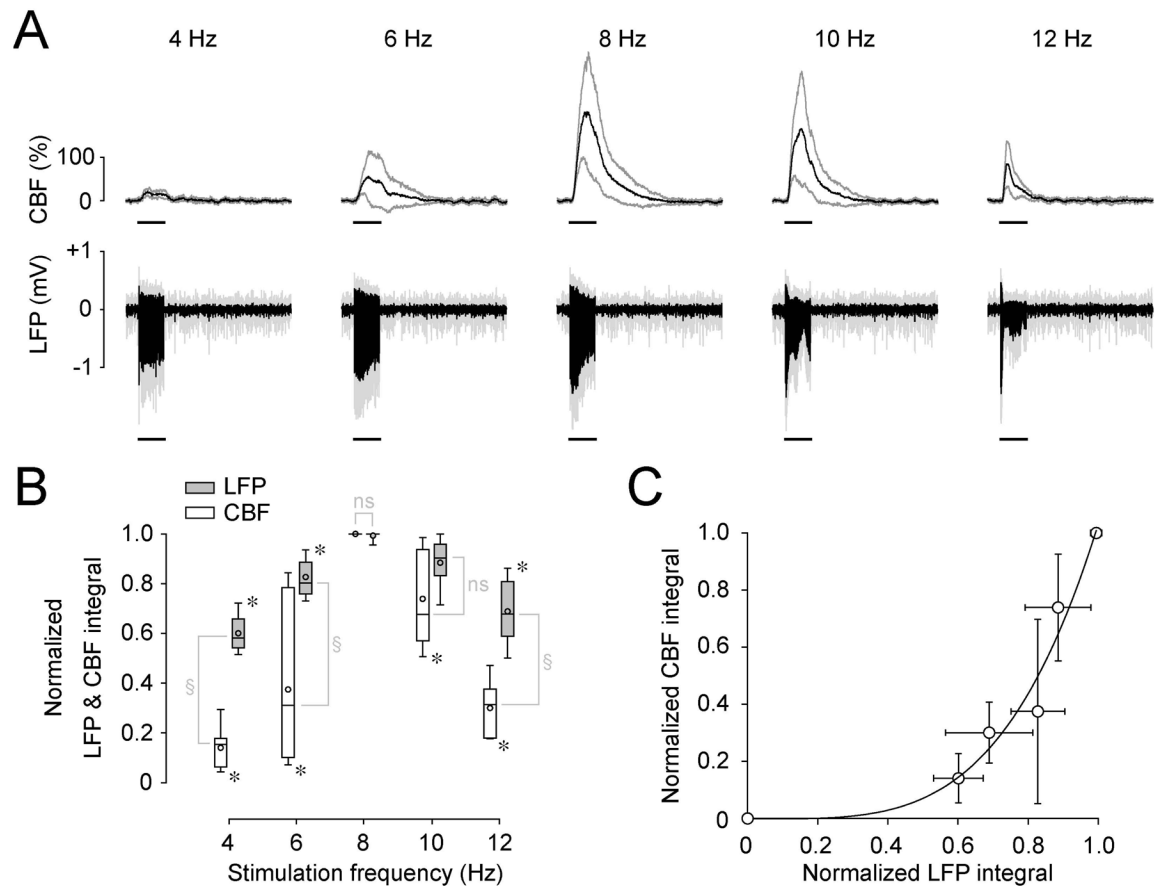 A
4 Hz 6 Hz 8 Hz 10 Hz 12 Hz
CBF (%)
100
0
LFP (mV)
+1
0
-1
B
LFP
CBF
Normalized
LFP & CBF integral
1.0
0.8
0.6
0.4
0.2
0
§
*
*
§
*
*
ns
ns
*
§
*
*
4 6 8 10 12
Stimulation frequency (Hz)
C
Normalized CBF integral
1.0
0.8
0.6
0.4
0.2
0
0 0.2 0.4 0.6 0.8 1.0
Normalized LFP integral